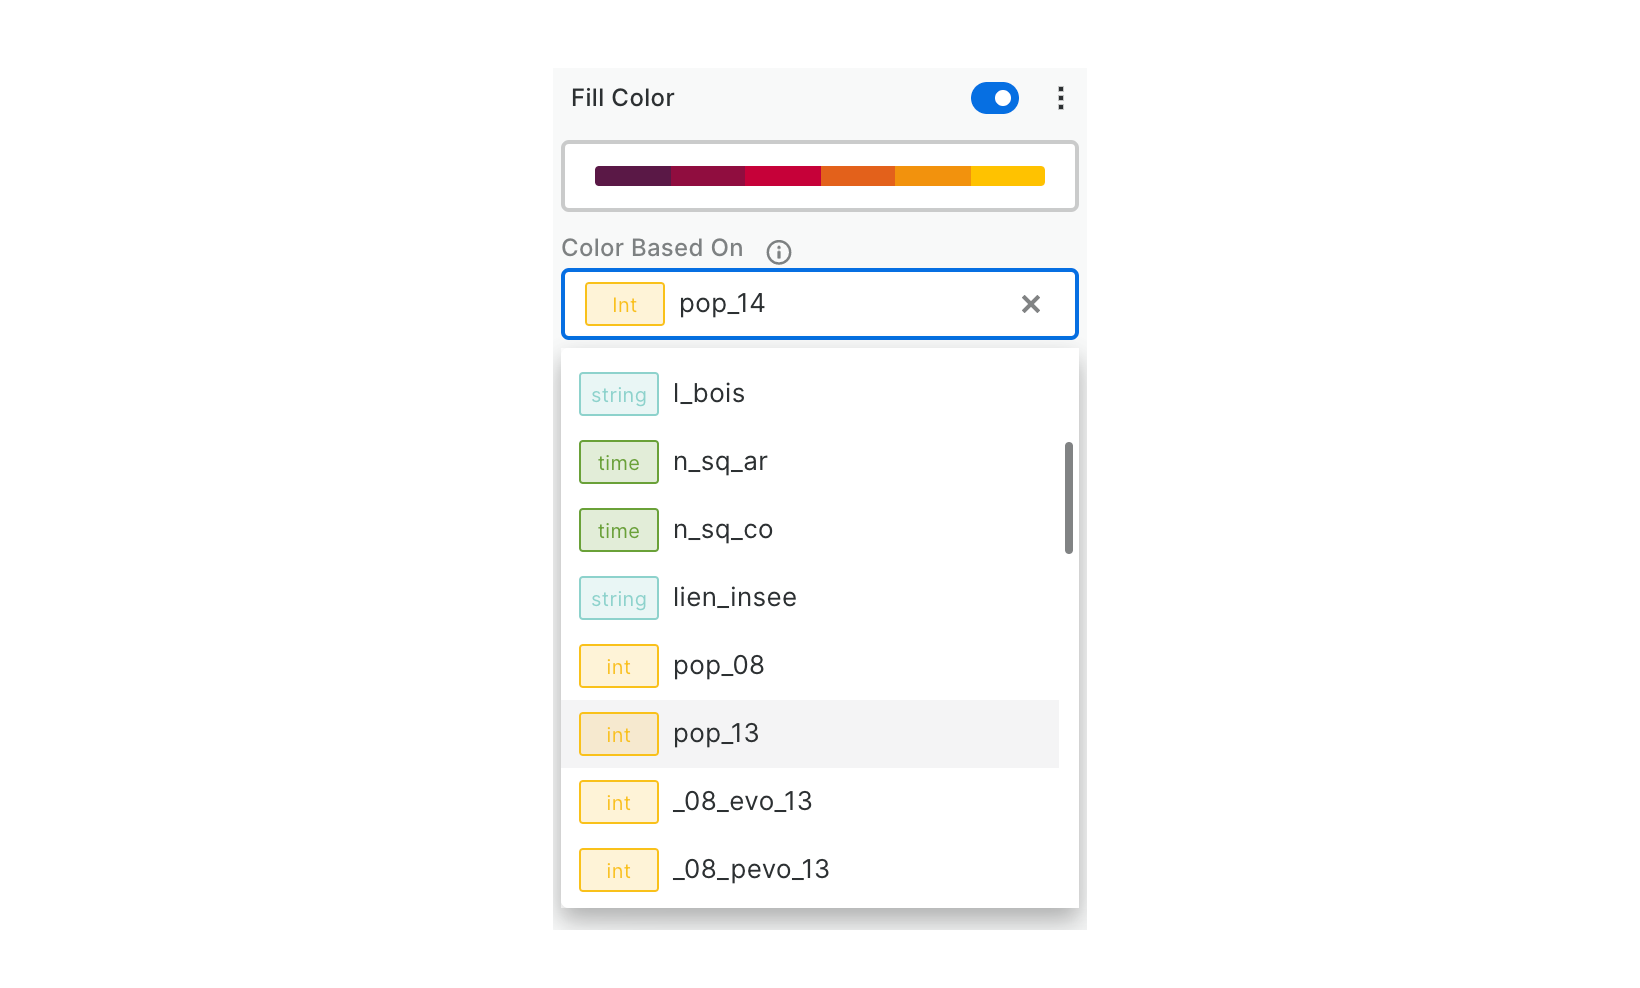 Fill Color
Color Based On
Int pop_14
string l_bois
time n_sq_ar
time n_sq_co
string lien_insee
int pop_08
int pop_13
int _08_evo_13
int _08_pevo_13